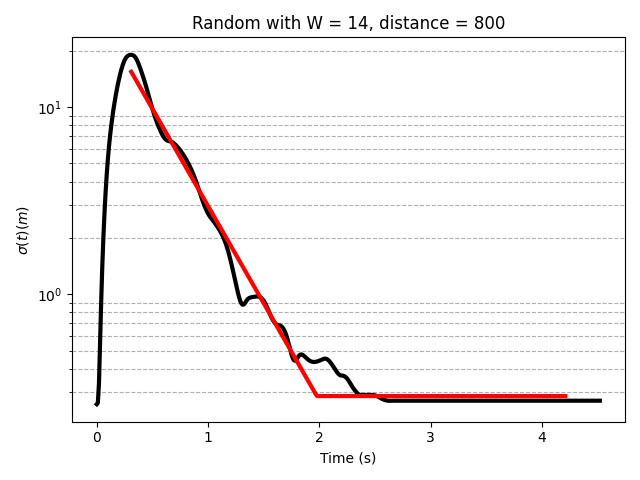 Random with W = 14, distance = 800
σ(t)(m)
10¹
10⁰
0 1 2 3 4
Time (s)